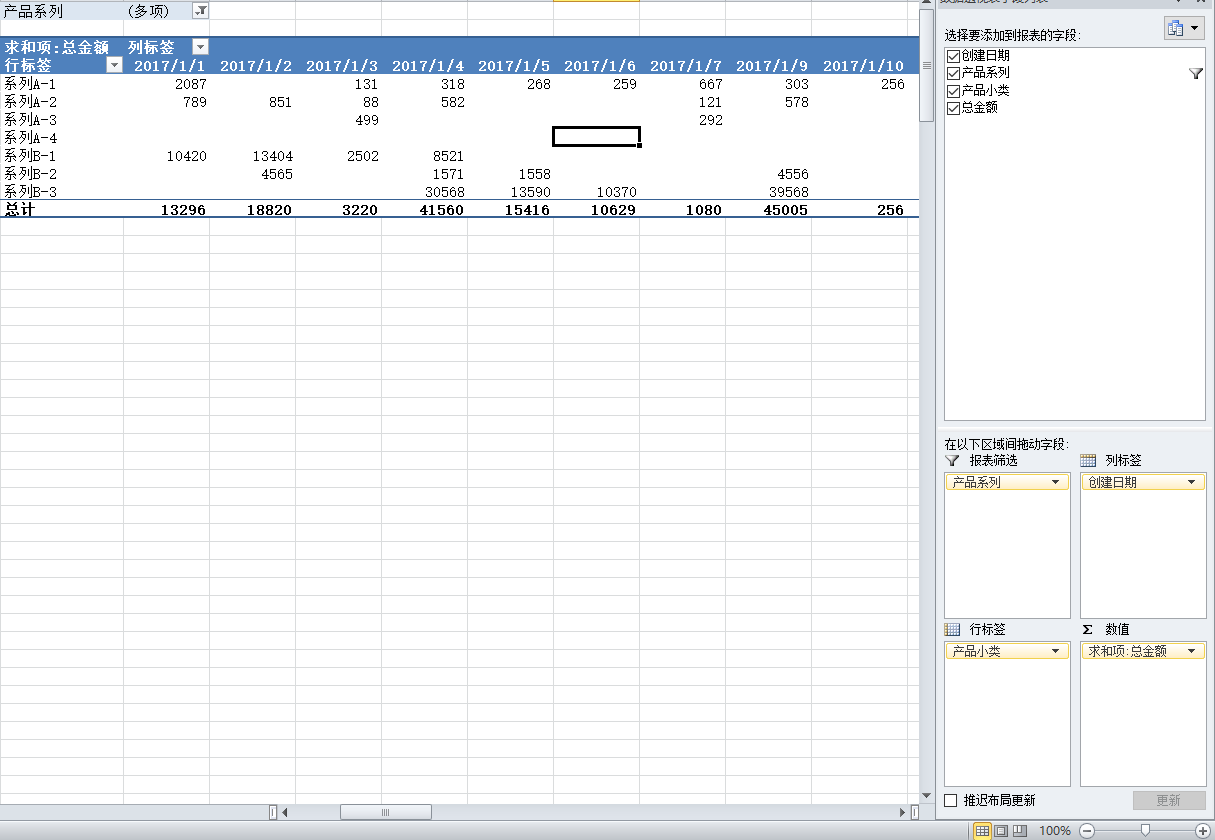 产品系列 (多项)
求和项:总金额 列标签
行标签 2017/1/1 2017/1/2 2017/1/3 2017/1/4 2017/1/5 2017/1/6 2017/1/7 2017/1/9 2017/1/10
系列A-1 2087 131 318 268 259 667 303 256
系列A-2 789 851 88 582 121 578
系列A-3 499 292
系列A-4
系列B-1 10420 13404 2502 8521
系列B-2 4565 1571 1558 4556
系列B-3 30568 13590 10370 39568
总计 13296 18820 3220 41560 15416 10629 1080 45005 256
选择要添加到报表的字段:
创建日期
产品系列
产品小类
总金额
在以下区域间拖动字段:
报表筛选 列标签
产品系列 创建日期
行标签 Σ 数值
产品小类 求和项:总金额
推迟布局更新 更新
100%